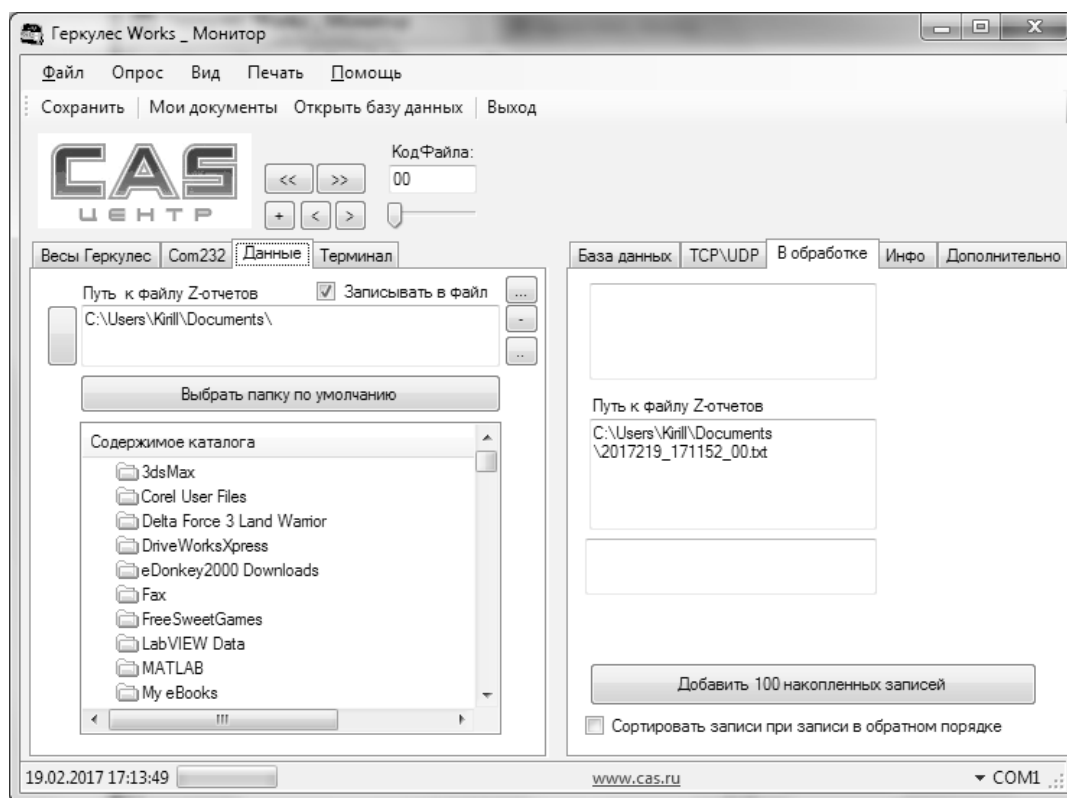 Геркулес Works _ Монитор
Файл Опрос Вид Печать Помощь
Сохранить Мои документы Открыть базу данных Выход
CAS
ЦЕНТР
<< >>
+ < >
КодФайла:
00
Весы Геркулес Com232 Данные Терминал
Путь к файлу Z-отчетов Записывать в файл ...
C:\Users\Kirill\Documents\
-
..
Выбрать папку по умолчанию
Содержимое каталога
3dsMax
Corel User Files
Delta Force 3 Land Warrior
DriveWorksXpress
eDonkey2000 Downloads
Fax
FreeSweetGames
LabVIEW Data
MATLAB
My eBooks
База данных TCP\UDP В обработке Инфо Дополнительно
Путь к файлу Z-отчетов
C:\Users\Kirill\Documents
\2017219_171152_00.txt
Добавить 100 накопленных записей
Сортировать записи при записи в обратном порядке
19.02.2017 17:13:49 www.cas.ru COM1